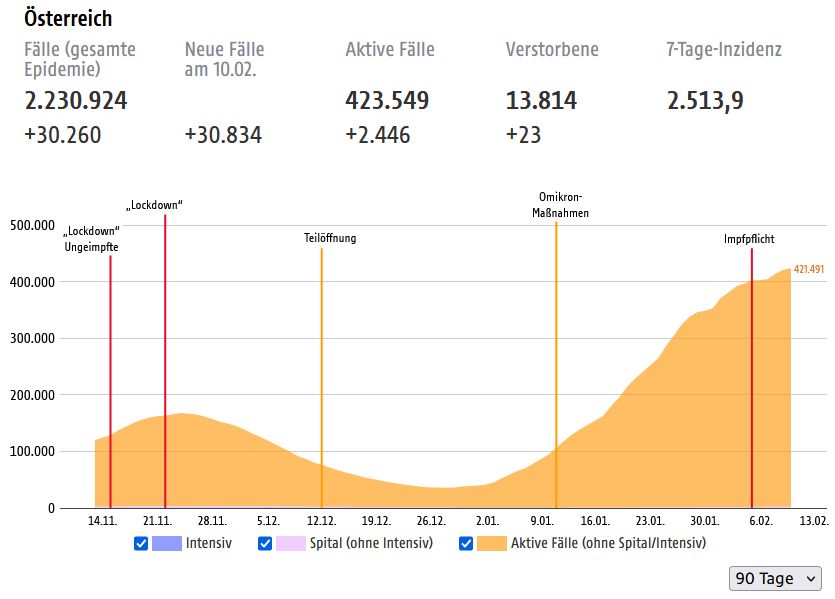 Österreich
Fälle (gesamte Epidemie)
Neue Fälle am 10.02.
Aktive Fälle
Verstorbene
7-Tage-Inzidenz
2.230.924
423.549
13.814
2.513,9
+30.260
+30.834
+2.446
+23
„Lockdown“ Ungeimpfte
„Lockdown“
Teilöffnung
Omikron-
Maßnahmen
Impfpflicht
500.000
400.000
300.000
200.000
100.000
0
421.491
14.11.
21.11.
28.11.
5.12.
12.12.
19.12.
26.12.
2.01.
9.01.
16.01.
23.01.
30.01.
6.02.
13.02.
Intensiv
Spital (ohne Intensiv)
Aktive Fälle (ohne Spital/Intensiv)
90 Tage